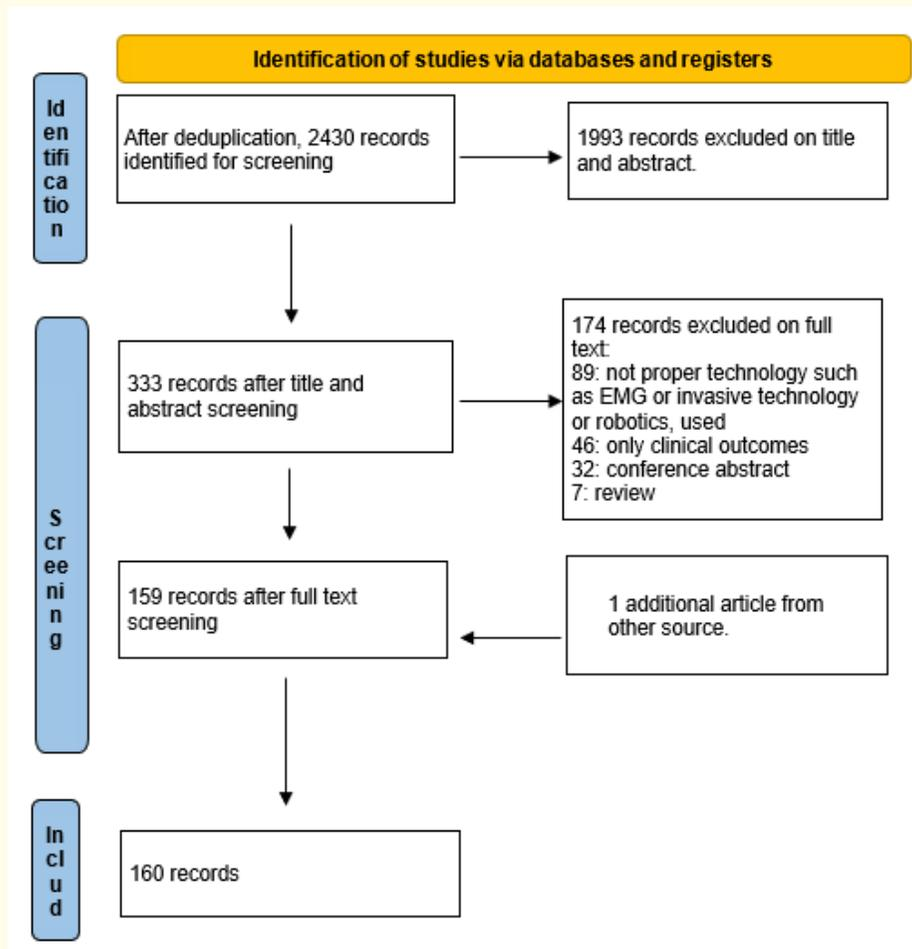 Identification of studies via databases and registers
Id
en
tifi
ca
tio
n
After deduplication, 2430 records
identified for screening
1993 records excluded on title
and abstract.
S
cr
ee
ni
n
g
333 records after title and
abstract screening
174 records excluded on full
text:
89: not proper technology such
as EMG or invasive technology
or robotics, used
46: only clinical outcomes
32: conference abstract
7: review
159 records after full text
screening
1 additional article from
other source.
In
cl
u
d
160 records